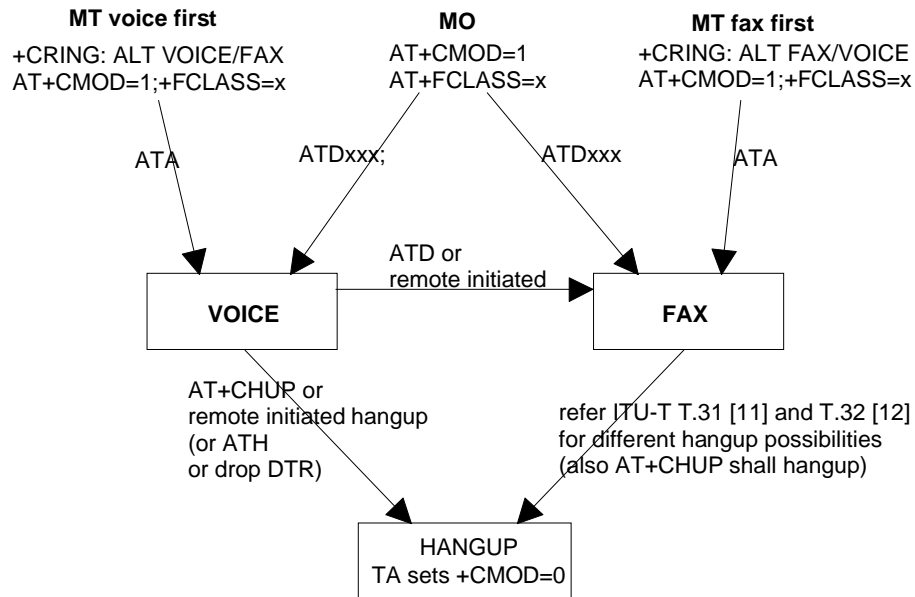 MT voice first
+CRING: ALT VOICE/FAX
AT+CMOD=1;+FCLASS=x
MO
AT+CMOD=1
AT+FCLASS=x
MT fax first
+CRING: ALT FAX/VOICE
AT+CMOD=1;+FCLASS=x
ATA
ATDxxx;
ATDxxx
ATA
ATD or
remote initiated
VOICE
FAX
AT+CHUP or
remote initiated hangup
(or ATH
or drop DTR)
refer ITU-T T.31 [11] and T.32 [12]
for different hangup possibilities
(also AT+CHUP shall hangup)
HANGUP
TA sets +CMOD=0